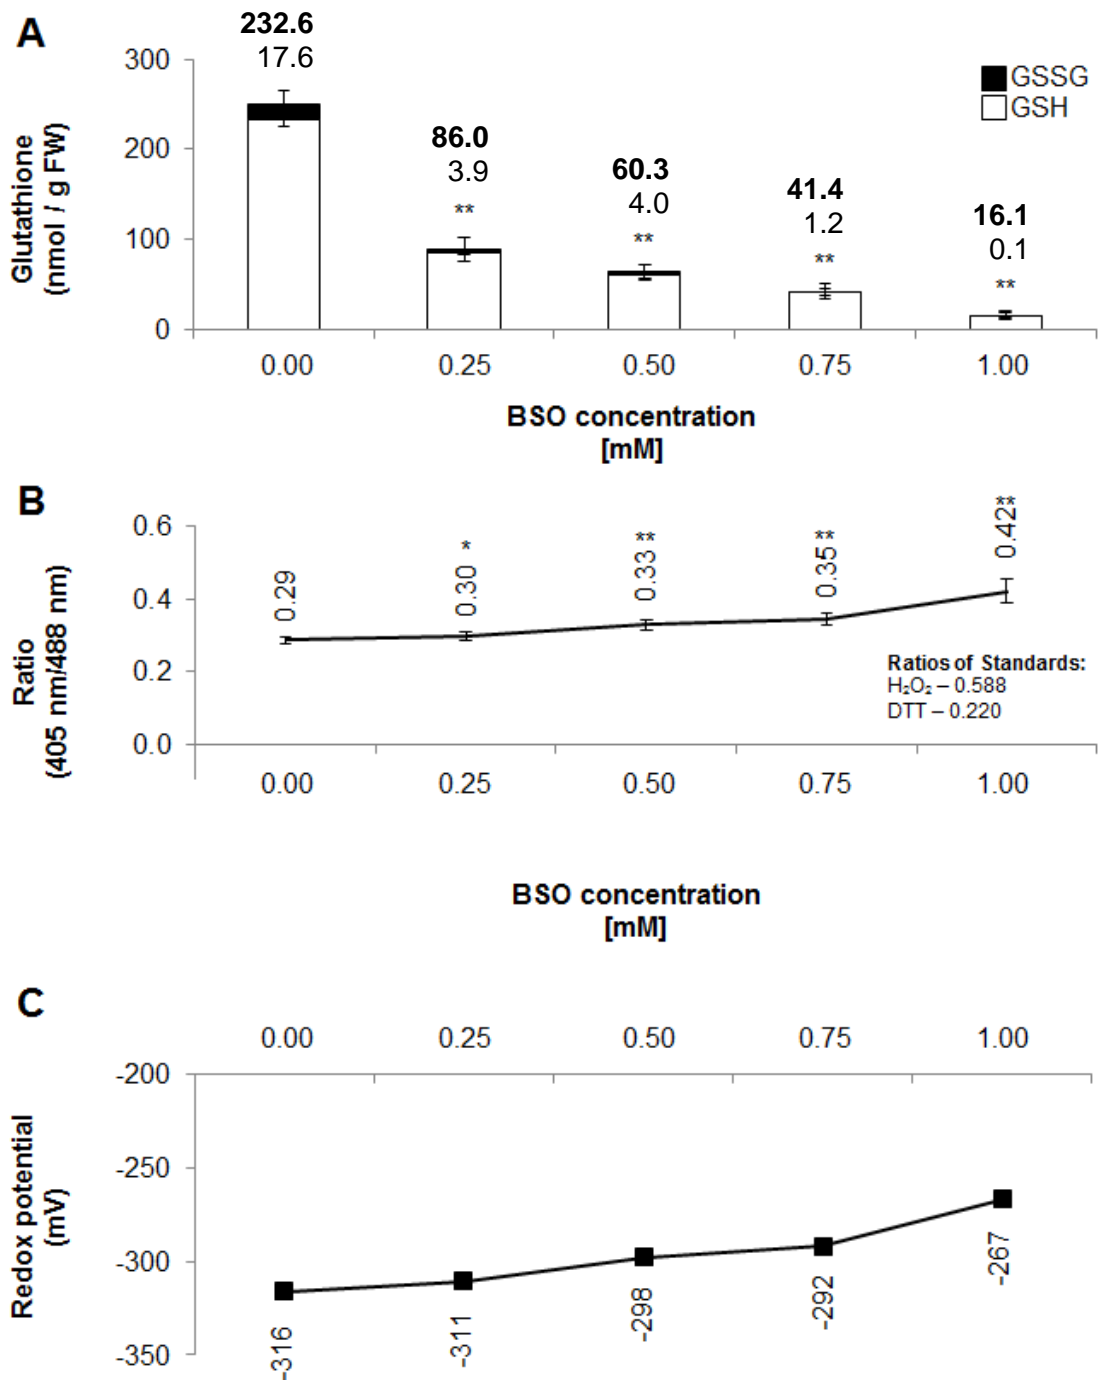 A
232.6
17.6
300
200
100
0
Glutathione
(nmol / g FW)
86.0
3.9
**
60.3
4.0
**
41.4
1.2
**
16.1
0.1
**
GSSG
GSH
0.00 0.25 0.50 0.75 1.00
BSO concentration
[mM]
B
0.6
0.4
0.2
0.0
Ratio
(405 nm/488 nm)
0.29
0.30 *
0.33 **
0.35 **
0.42 **
Ratios of Standards:
H₂O₂ – 0.588
DTT – 0.220
0.00 0.25 0.50 0.75 1.00
BSO concentration
[mM]
C
0.00 0.25 0.50 0.75 1.00
-200
-250
-300
-350
Redox potential
(mV)
-316
-311
-298
-292
-267